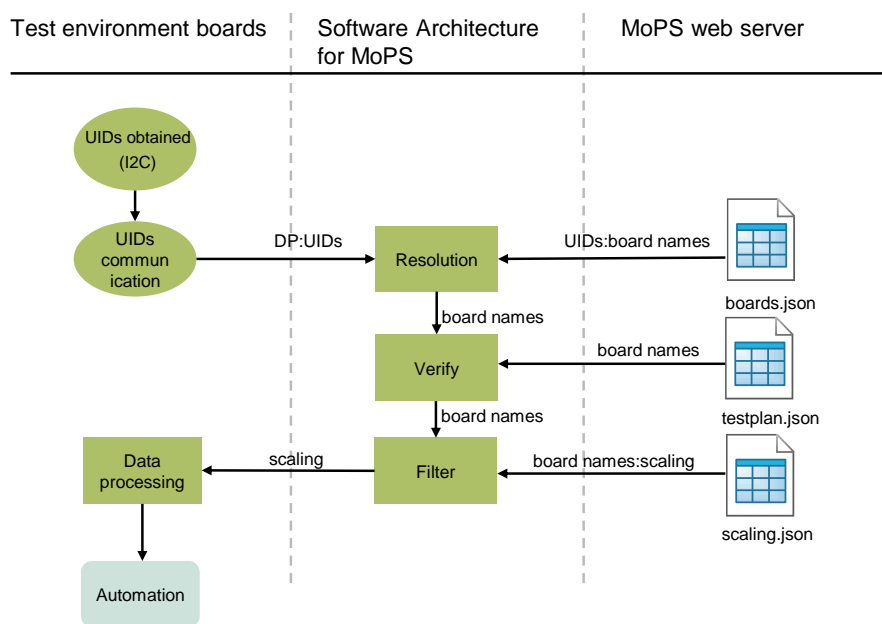 Test environment boards
Software Architecture
for MoPS
MoPS web server
UIDs obtained
(I2C)
UIDs
commun
ication
DP:UIDs
Resolution
UIDs:board names
boards.json
board names
Verify
board names
testplan.json
board names
Data
processing
scaling
Filter
board names:scaling
scaling.json
Automation